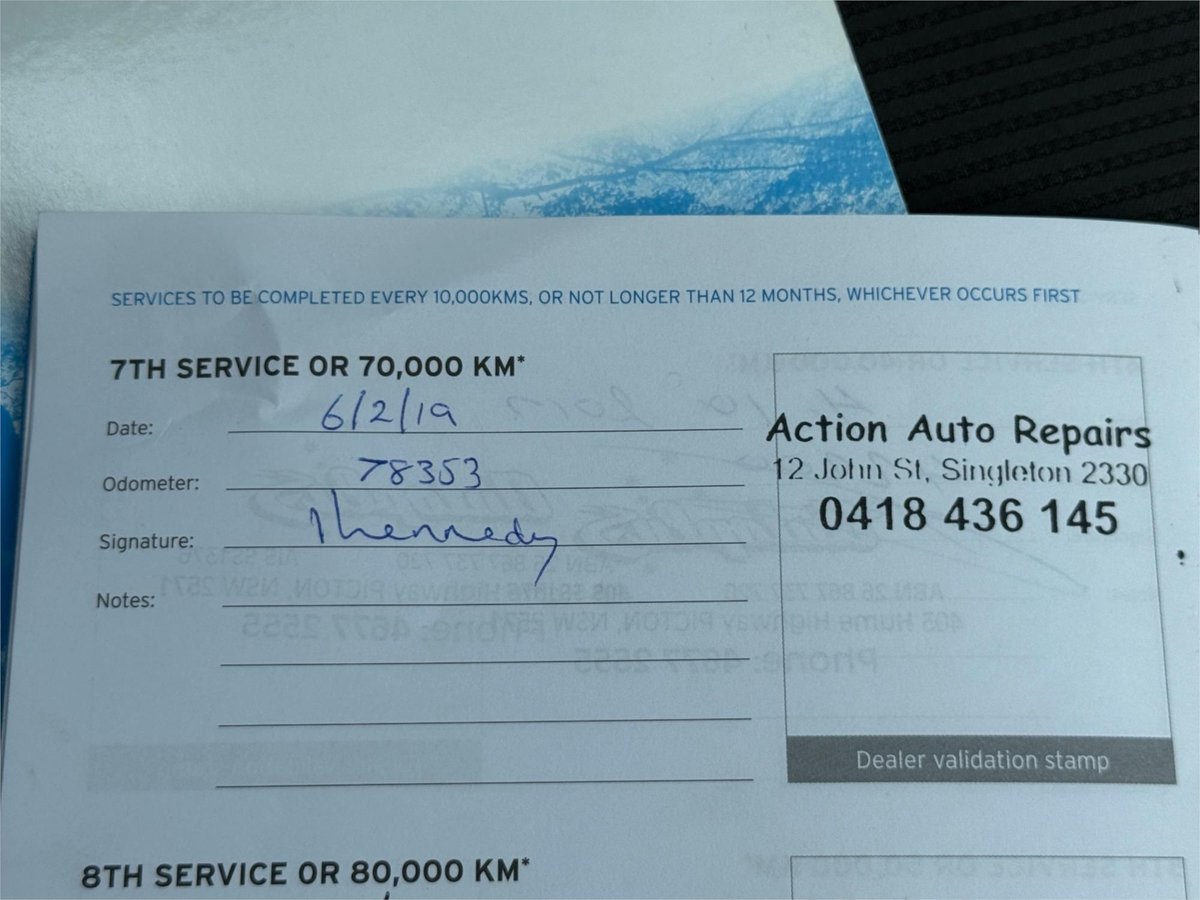 SERVICES TO BE COMPLETED EVERY 10,000KMS, OR NOT LONGER THAN 12 MONTHS, WHICHEVER OCCURS FIRST
7TH SERVICE OR 70,000 KM*
Date: 6/2/19
Odometer: 78353
Signature:
Notes:
Action Auto Repairs
12 John St, Singleton 2330
0418 436 145
Dealer validation stamp
8TH SERVICE OR 80,000 KM*